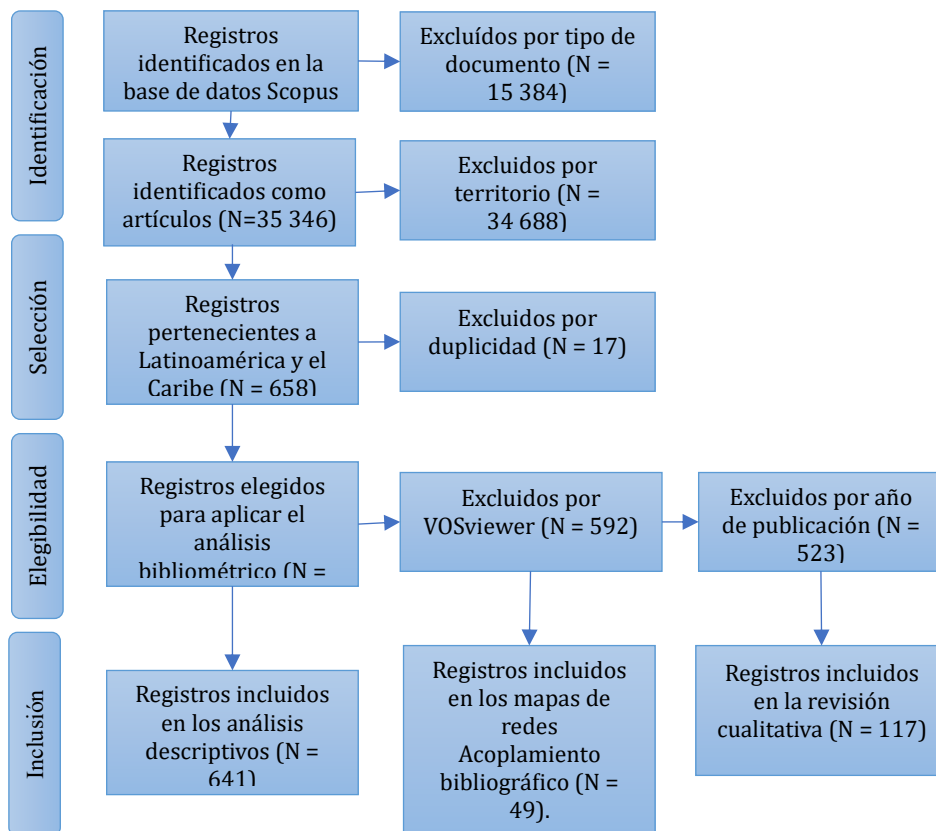 Identificación
Registros
identificados en la
base de datos Scopus
Excluídos por tipo de
documento (N =
15 384)
Registros
identificados como
artículos (N=35 346)
Excluidos por
territorio (N =
34 688)
Selección
Registros
pertenecientes a
Latinoamérica y el
Caribe (N = 658)
Excluidos por
duplicidad (N = 17)
Elegibilidad
Registros elegidos
para aplicar el
análisis
bibliométrico (N =
Excluidos por
VOSviewer (N = 592)
Excluidos por año
de publicación (N =
523)
Inclusión
Registros incluidos
en los análisis
descriptivos (N =
641)
Registros incluidos
en los mapas de
redes
Acoplamiento
bibliográfico (N =
49).
Registros incluidos
en la revisión
cualitativa (N = 117)